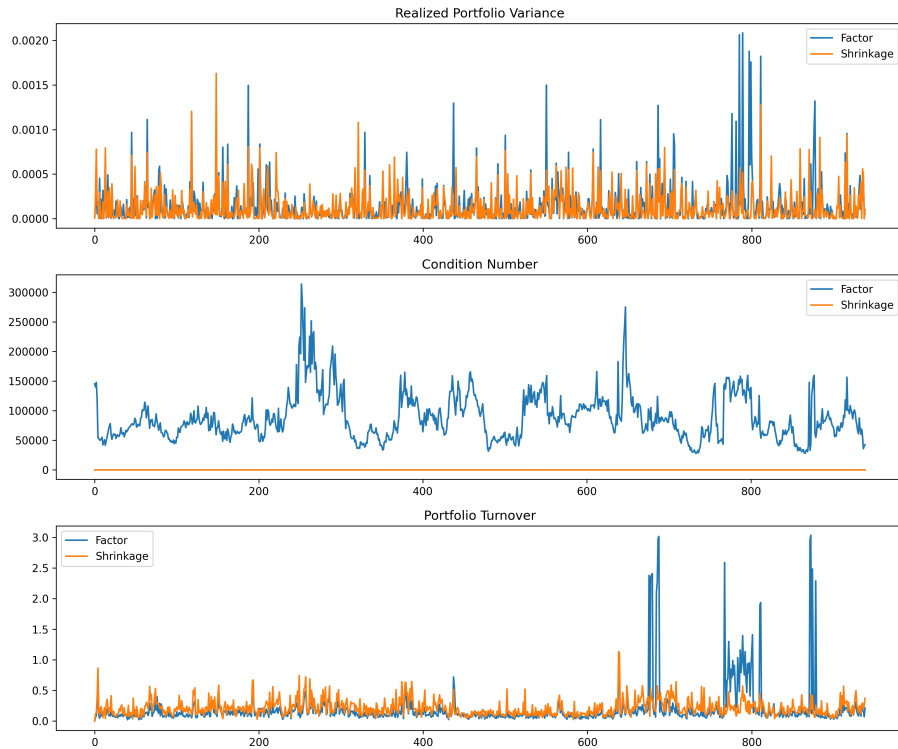 Realized Portfolio Variance
0.0020
0.0015
0.0010
0.0005
0.0000
Factor
Shrinkage
0 200 400 600 800
Condition Number
300000
250000
200000
150000
100000
50000
0
Factor
Shrinkage
0 200 400 600 800
Portfolio Turnover
3.0
2.5
2.0
1.5
1.0
0.5
0.0
Factor
Shrinkage
0 200 400 600 800